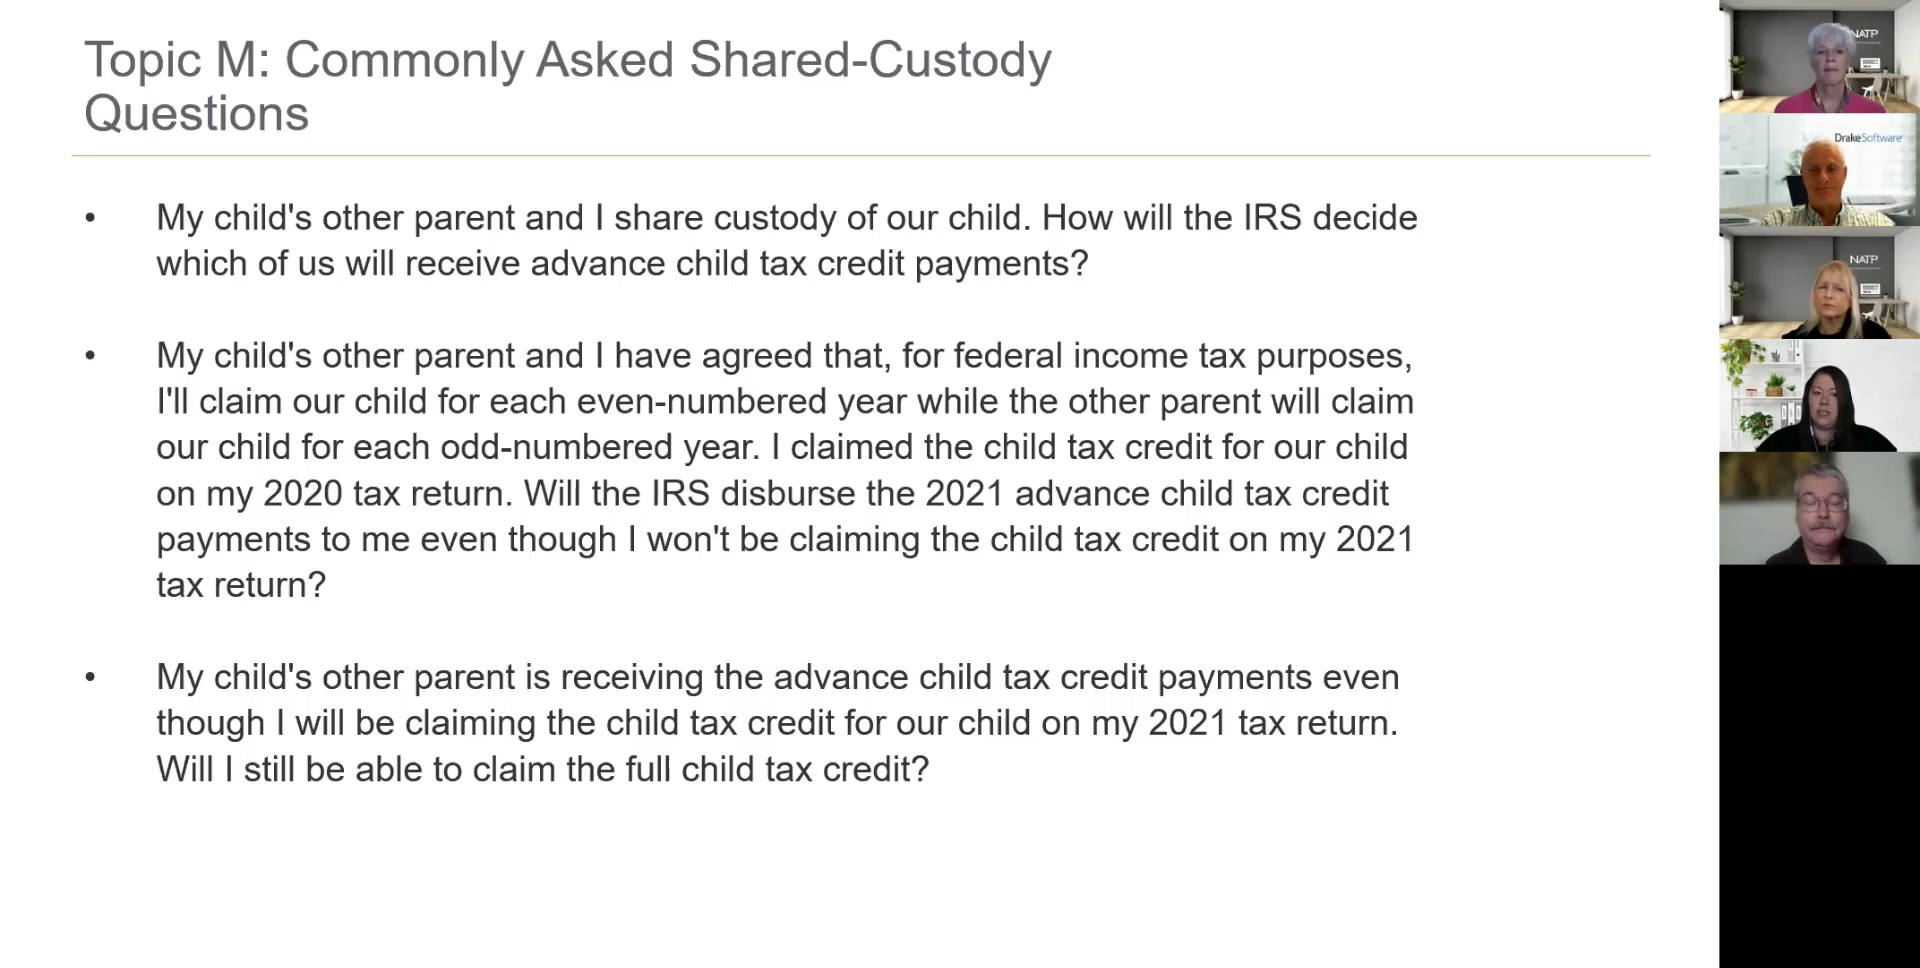 Topic M: Commonly Asked Shared-Custody
Questions
• My child's other parent and I share custody of our child. How will the IRS decide
which of us will receive advance child tax credit payments?
• My child's other parent and I have agreed that, for federal income tax purposes,
I'll claim our child for each even-numbered year while the other parent will claim
our child for each odd-numbered year. I claimed the child tax credit for our child
on my 2020 tax return. Will the IRS disburse the 2021 advance child tax credit
payments to me even though I won't be claiming the child tax credit on my 2021
tax return?
• My child's other parent is receiving the advance child tax credit payments even
though I will be claiming the child tax credit for our child on my 2021 tax return.
Will I still be able to claim the full child tax credit?
NATP
DrakeSoftware
NATP